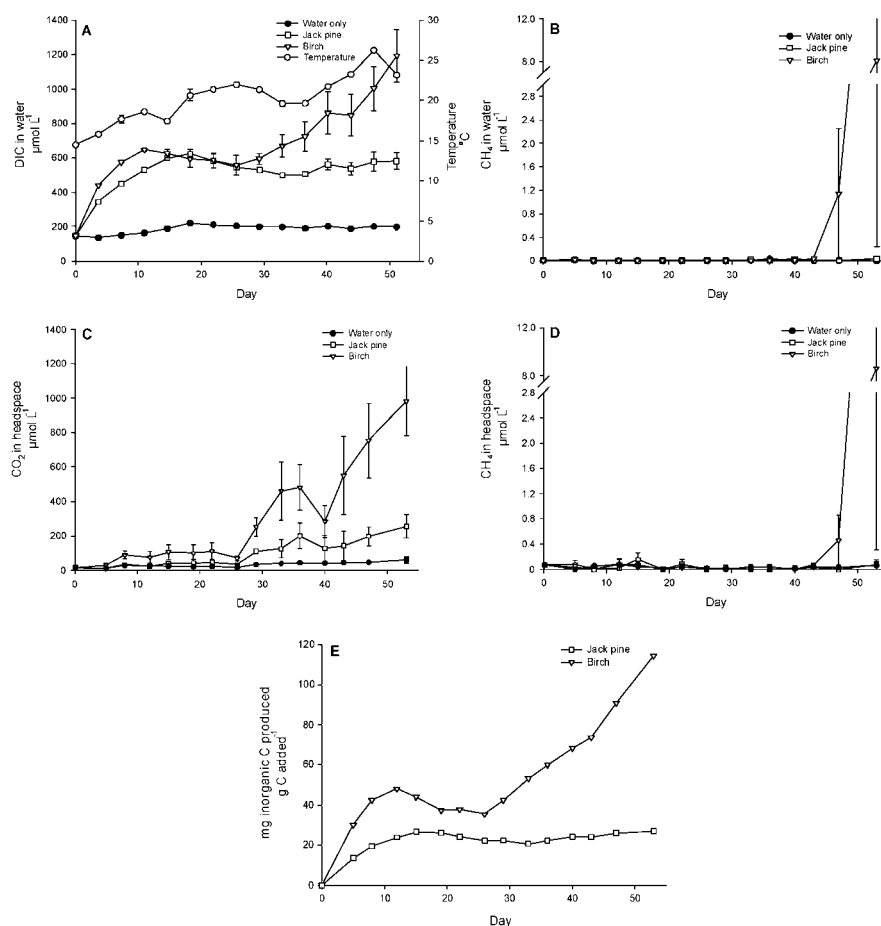 A
Water only
Jack pine
Birch
Temperature
1400
1200
1000
800
600
400
200
0
DIC in water
µmol L⁻¹
30
25
20
15
10
5
0
Temperature
°C
0 10 20 30 40 50
Day
B
Water only
Jack pine
Birch
12.0
8.0
2.8
2.4
2.0
1.6
1.2
0.8
0.4
0.0
CH₄ in water
µmol L⁻¹
0 10 20 30 40 50
Day
C
Water only
Jack pine
Birch
1400
1200
1000
800
600
400
200
0
CO₂ in headspace
µmol L⁻¹
0 10 20 30 40 50
Day
D
Water only
Jack pine
Birch
12.0
8.0
2.8
2.4
2.0
1.6
1.2
0.8
0.4
0.0
CH₄ in headspace
µmol L⁻¹
0 10 20 30 40 50
Day
E
Jack pine
Birch
120
100
80
60
40
20
0
mg inorganic C produced
g C added⁻¹
0 10 20 30 40 50
Day